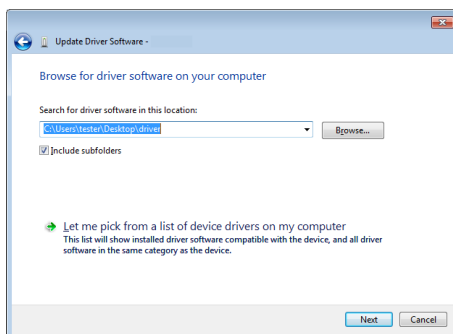 Update Driver Software -
Browse for driver software on your computer
Search for driver software in this location:
C:\Users\tester\Desktop\driver
Browse...
Include subfolders
Let me pick from a list of device drivers on my computer
This list will show installed driver software compatible with the device, and all driver
software in the same category as the device.
Next
Cancel